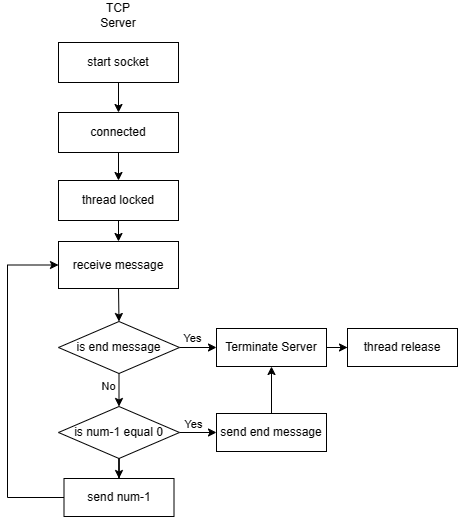 TCP
Server
start socket
connected
thread locked
receive message
is end message
Yes
Terminate Server
thread release
No
is num-1 equal 0
Yes
send end message
send num-1